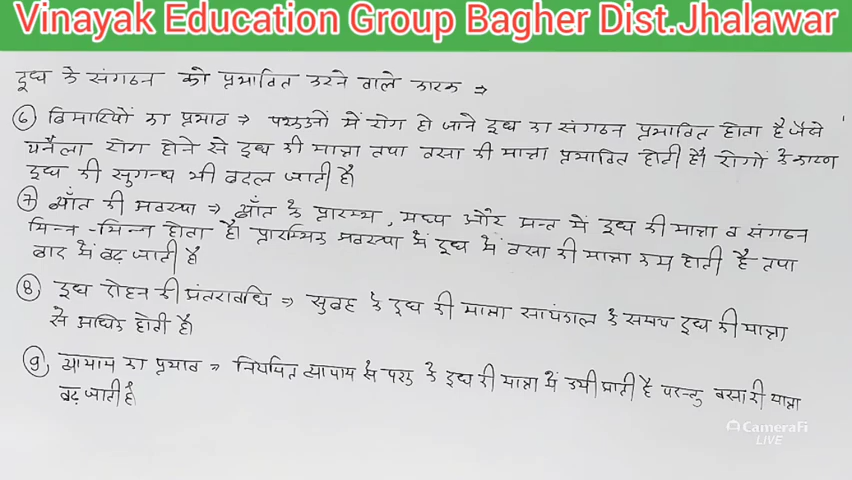 Vinayak Education Group Bagher Dist.Jhalawar
दूध के संगठन को प्रभावित करने वाले कारक ⇒
⑥ बिमारियों का प्रभाव ⇒ पशुओं में रोग हो जाने दूध का संगठन प्रभावित होता है जैसे
थनैला रोग होने से दूध की मात्रा तथा वसा की मात्रा प्रभावित होती है। रोगों के कारण
दूध की सुगन्ध भी बदल जाती है।
⑦ ब्याँत की अवस्था ⇒ ब्याँत के प्रारम्भ, मध्य और अन्त में दूध की मात्रा व संगठन
भिन्न-भिन्न होता है। प्रारम्भिक अवस्था में दूध में वसा की मात्रा कम होती है तथा
बाद में बढ़ जाती है
⑧ दूध दोहन की अंतरावधि ⇒ सुबह के दूध की मात्रा सायंकाल के समय दूध की मात्रा
से अधिक होती है।
⑨ व्यायाम का प्रभाव ⇒ नियमित व्यायाम से पशु के दूध की मात्रा में कमी आती है परन्तु वसा की मात्रा
बढ़ जाती है।
CameraFi
LIVE